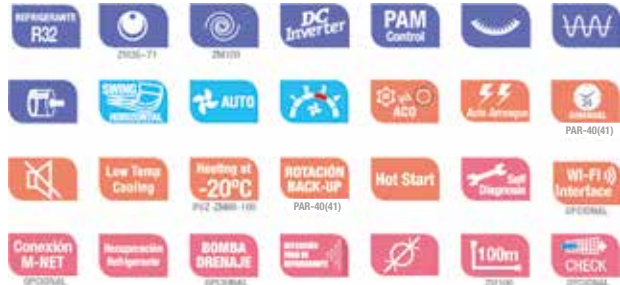 REFRIGERANTE
R32
DC
Inverter
PAM
Control
ZM35-71
ZM100
SWING
HORIZONTAL
AUTO
ACO
Auto Arranque
SEMANAL
PAR-40(41)
Low Temp
Cooling
Heating at
-20ºC
ROTACIÓN
BACK-UP
Hot Start
Self
Diagnosis
WI-FI
Interface
PAR-40(41)
OPCIONAL
Conexión
M-NET
Recuperación
Refrigerante
BOMBA
DRENAJE
100m
CHECK
OPCIONAL
OPCIONAL
ZM100
OPCIONAL